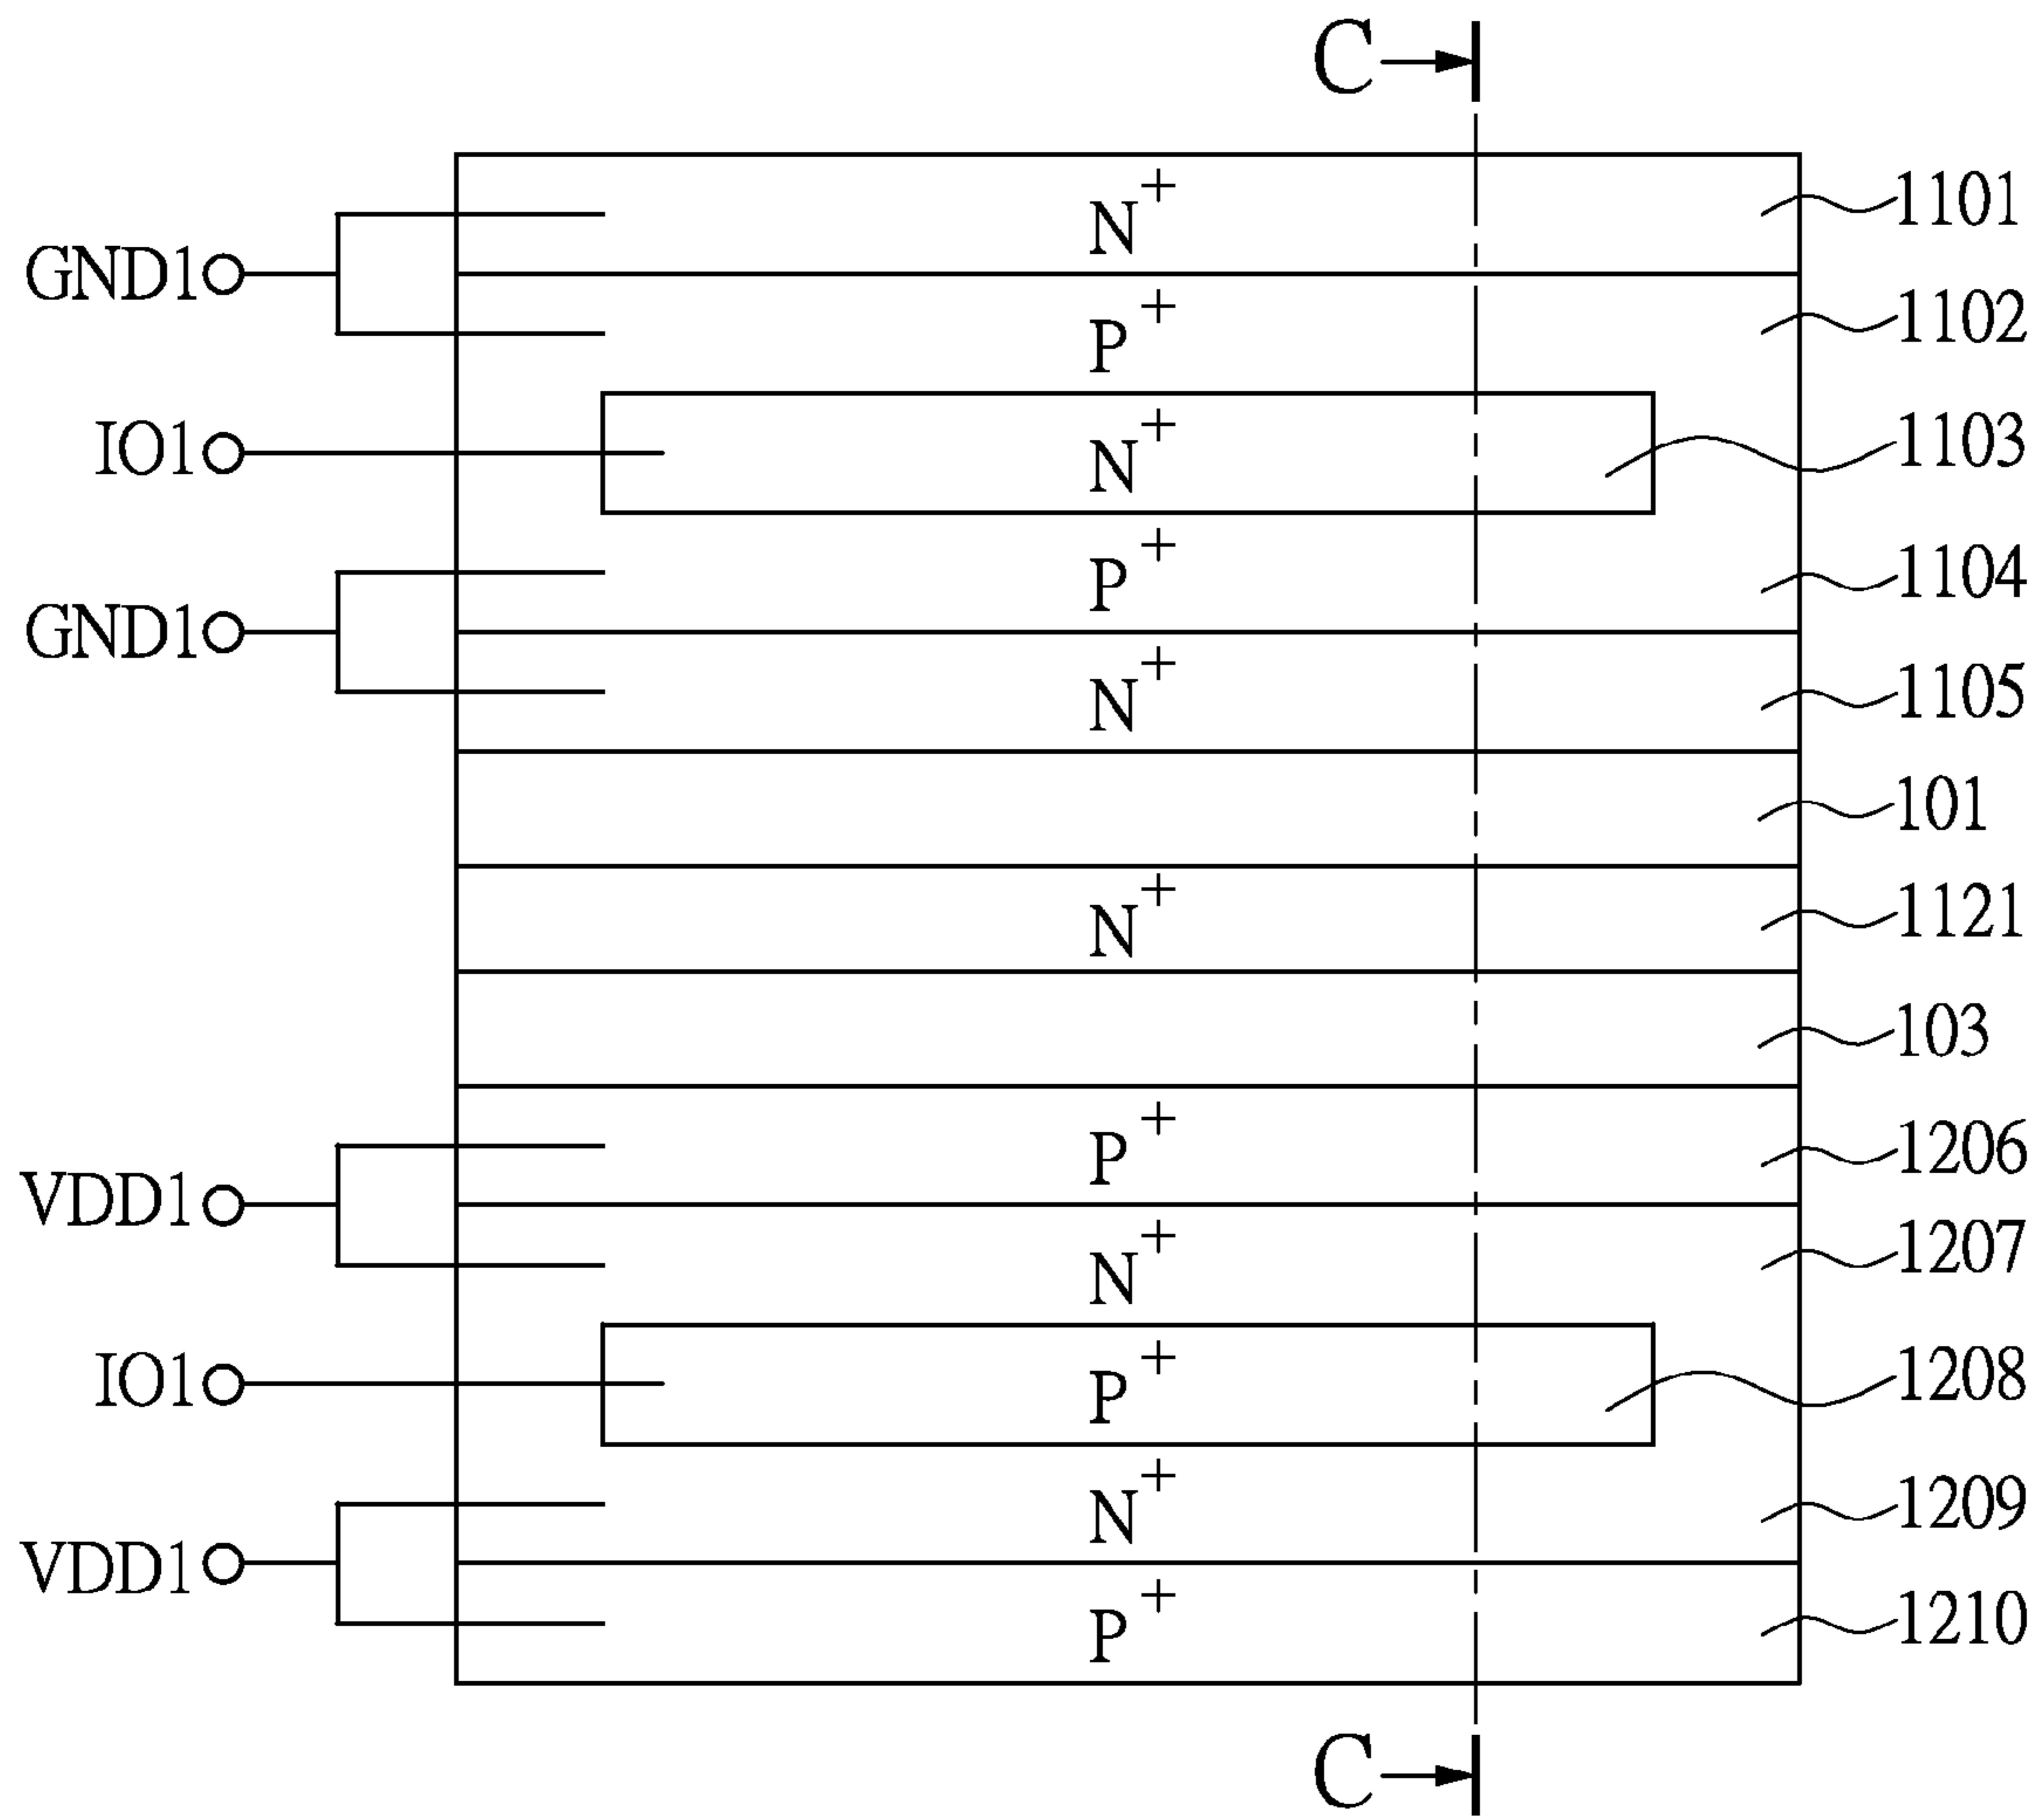 C
N+ 1101
GND1
P+ 1102
IO1 N+ 1103
P+ 1104
GND1
N+ 1105
101
N+ 1121
103
P+ 1206
VDD1
N+ 1207
IO1 P+ 1208
N+ 1209
VDD1
P+ 1210
C